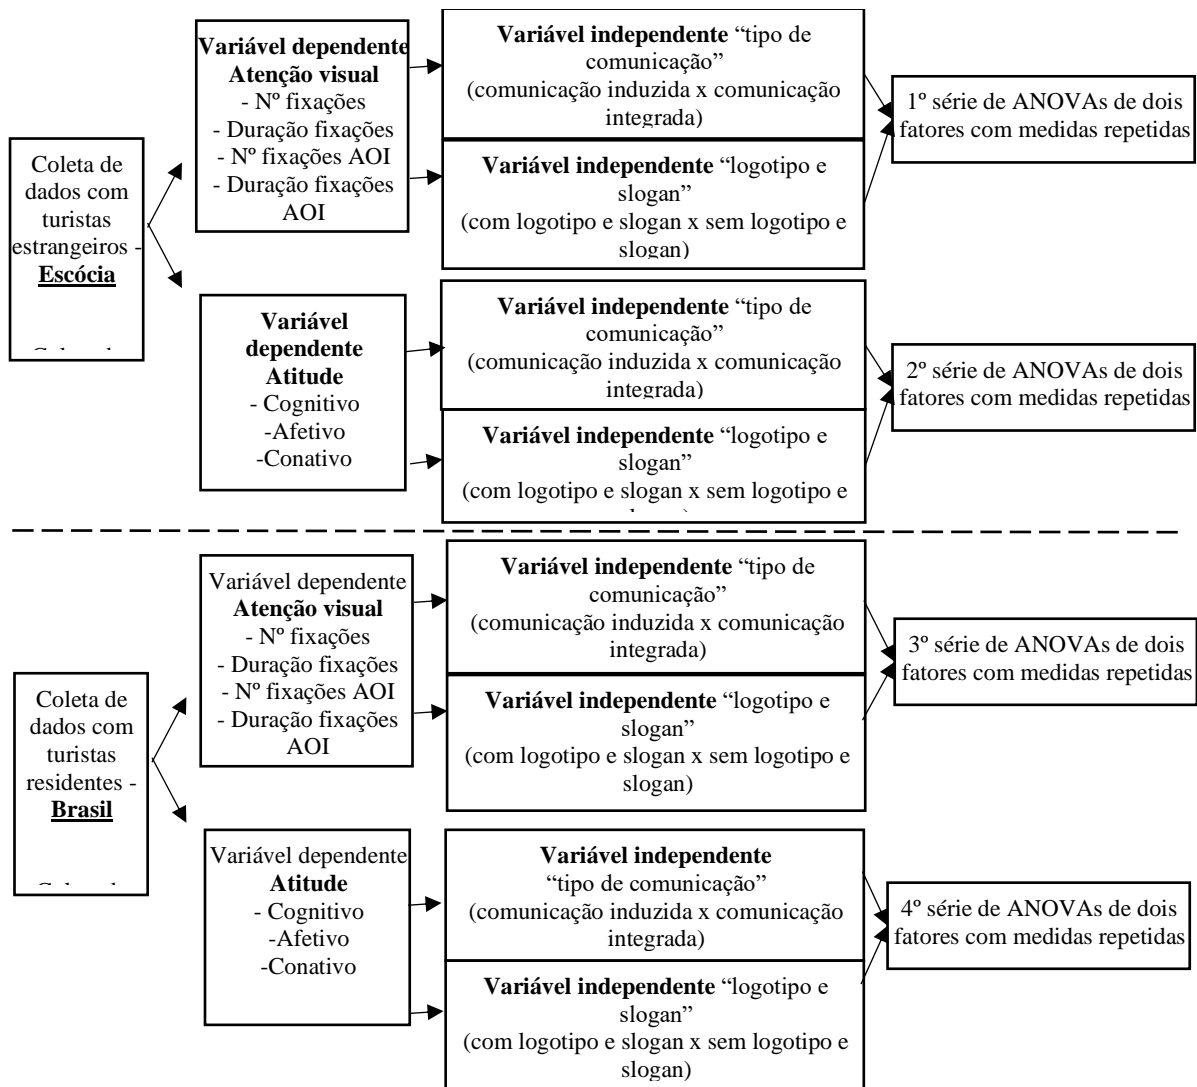 Coleta de
dados com
turistas
estrangeiros -
Escócia
Variável dependente
Atenção visual
- Nº fixações
- Duração fixações
- Nº fixações AOI
- Duração fixações
AOI
Variável independente “tipo de
comunicação”
(comunicação induzida x comunicação
integrada)
Variável independente “logotipo e
slogan”
(com logotipo e slogan x sem logotipo e
slogan)
1º série de ANOVAs de dois
fatores com medidas repetidas
Variável
dependente
Atitude
- Cognitivo
-Afetivo
-Conativo
Variável independente “tipo de
comunicação”
(comunicação induzida x comunicação
integrada)
Variável independente “logotipo e
slogan”
(com logotipo e slogan x sem logotipo e
2º série de ANOVAs de dois
fatores com medidas repetidas
Coleta de
dados com
turistas
residentes -
Brasil
Variável dependente
Atenção visual
- Nº fixações
- Duração fixações
- Nº fixações AOI
- Duração fixações
AOI
Variável independente “tipo de
comunicação”
(comunicação induzida x comunicação
integrada)
Variável independente “logotipo e
slogan”
(com logotipo e slogan x sem logotipo e
slogan)
3º série de ANOVAs de dois
fatores com medidas repetidas
Variável dependente
Atitude
- Cognitivo
-Afetivo
-Conativo
Variável independente
“tipo de comunicação”
(comunicação induzida x comunicação
integrada)
Variável independente “logotipo e
slogan”
(com logotipo e slogan x sem logotipo e
slogan)
4º série de ANOVAs de dois
fatores com medidas repetidas